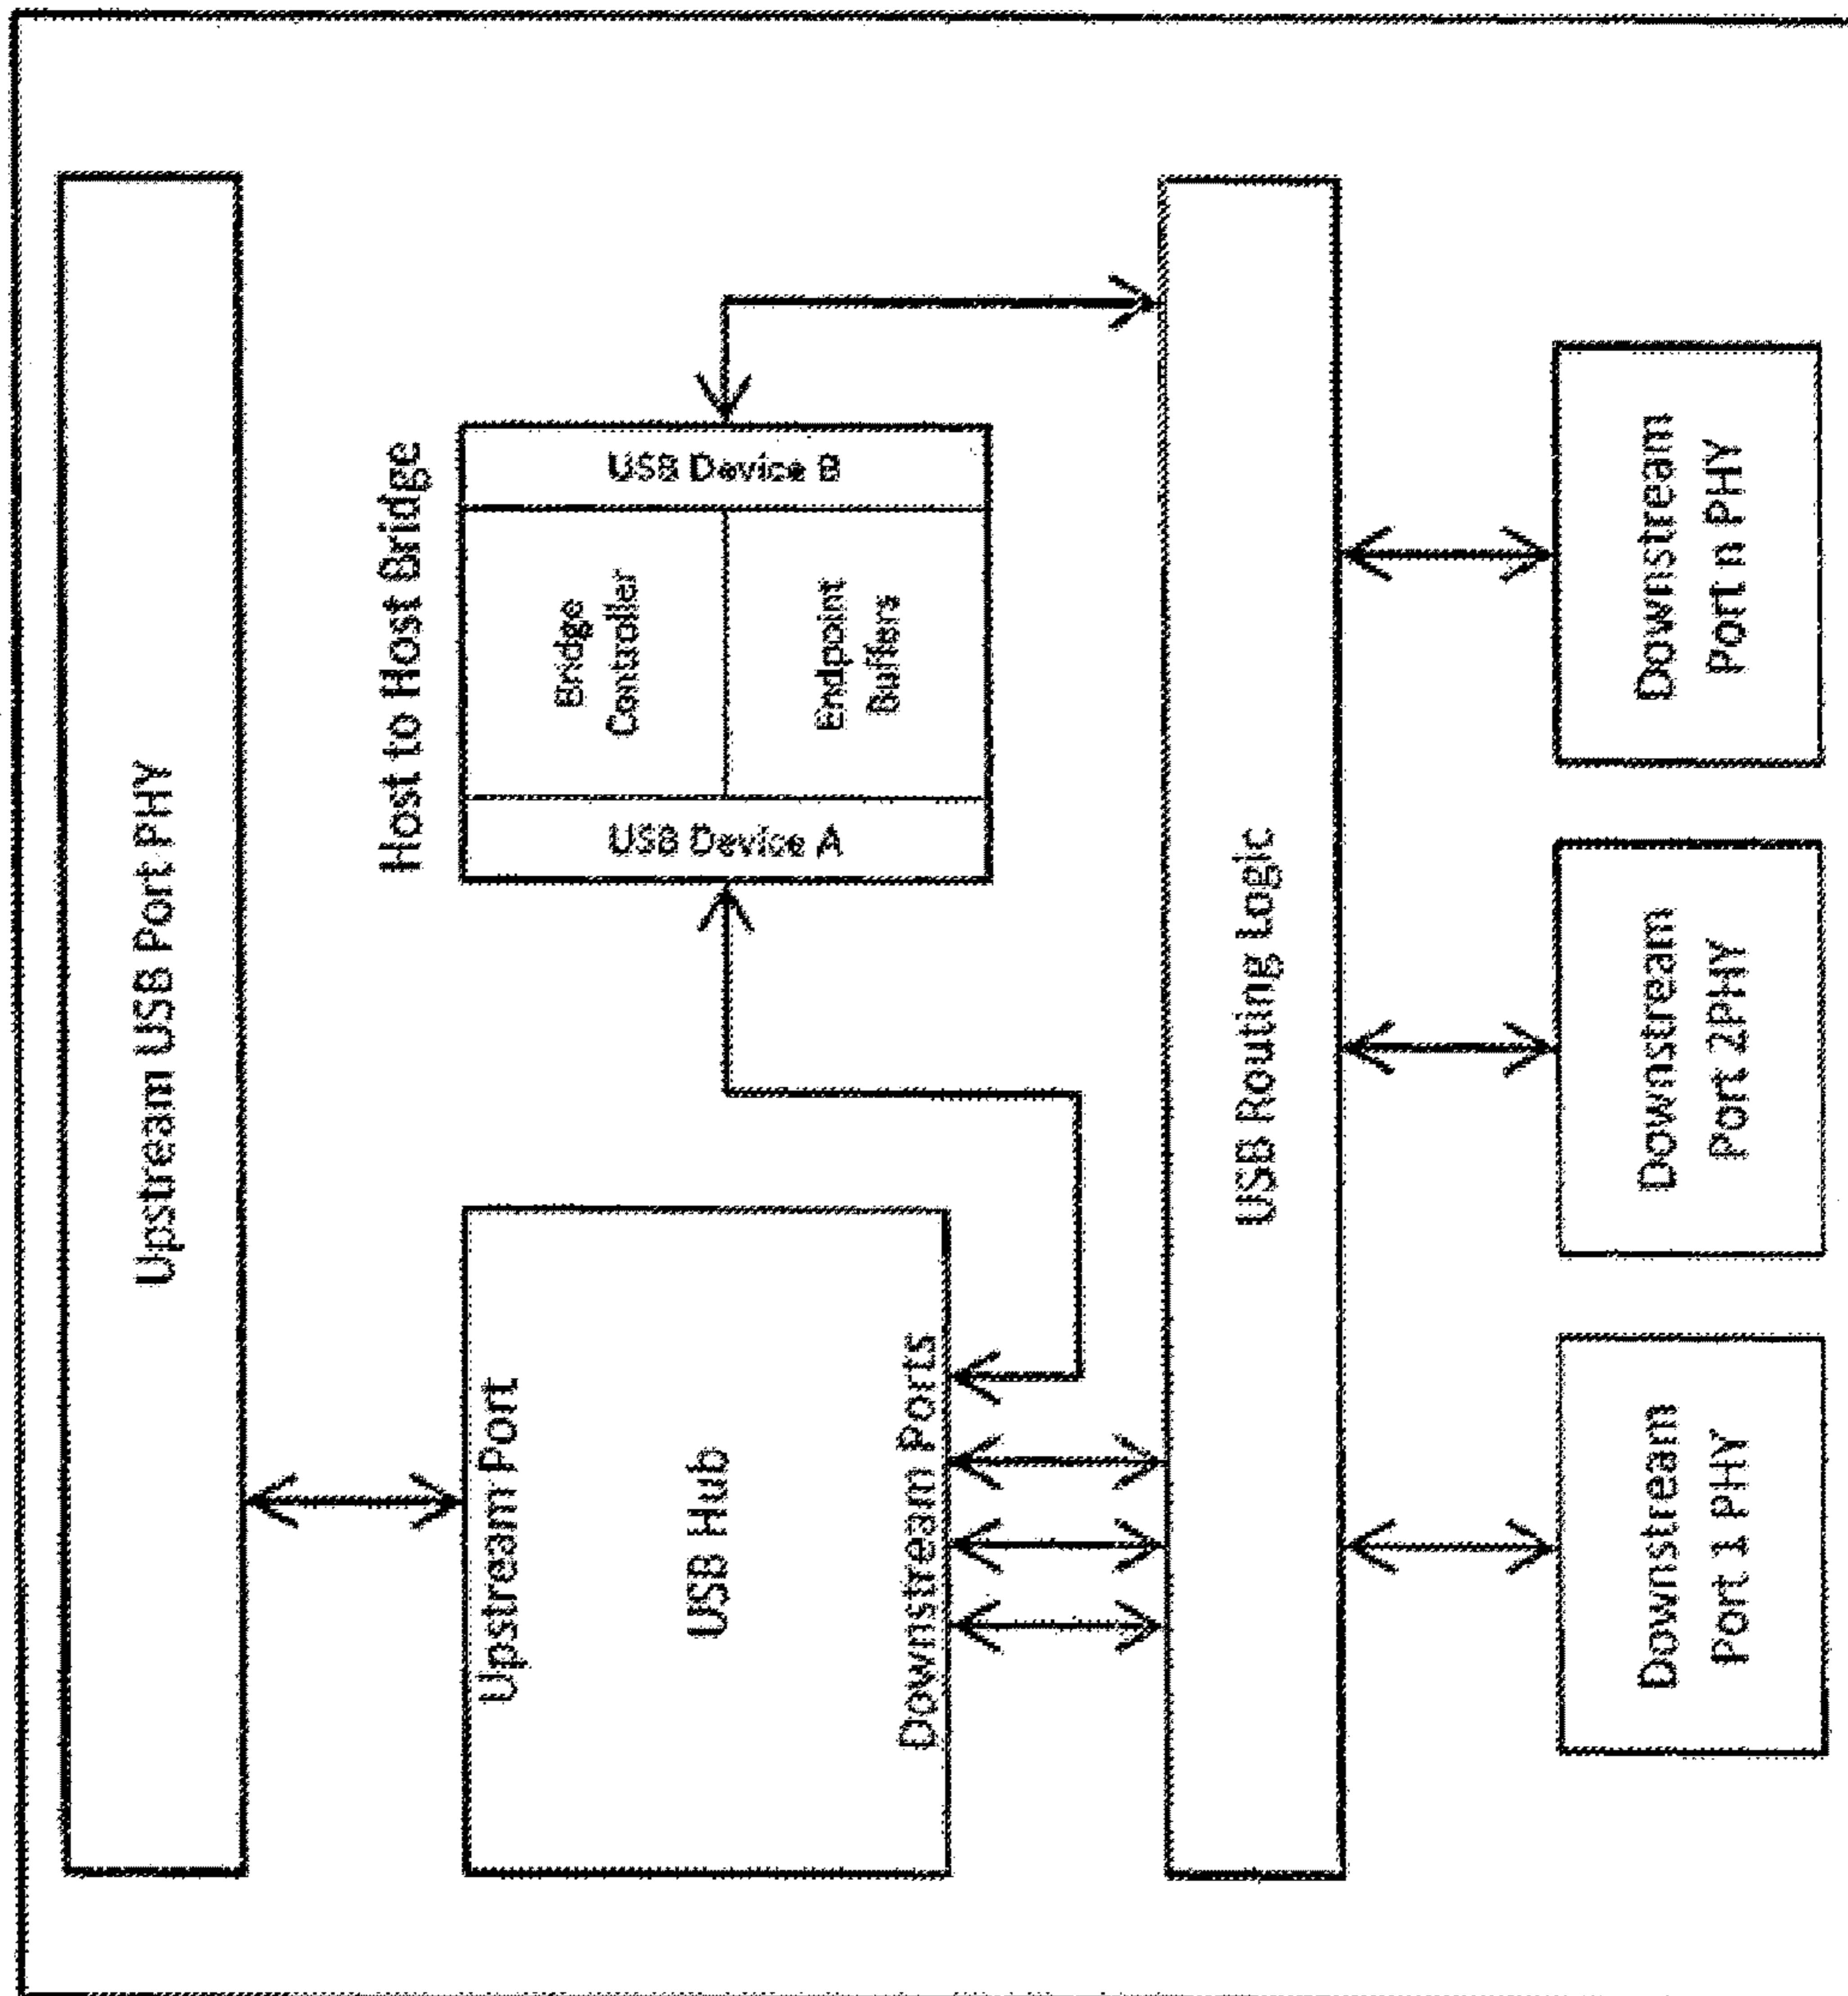 Upstream USB Port PHY
Host to Host Bridge
USB Device A
Bridge
Controller
Endpoint
Buffers
USB Device B
Upstream Port
USB Hub
Downstream Ports
USB Routing Logic
Downstream
Port 1 PHY
Downstream
Port 2PHY
Downstream
Port n PHY